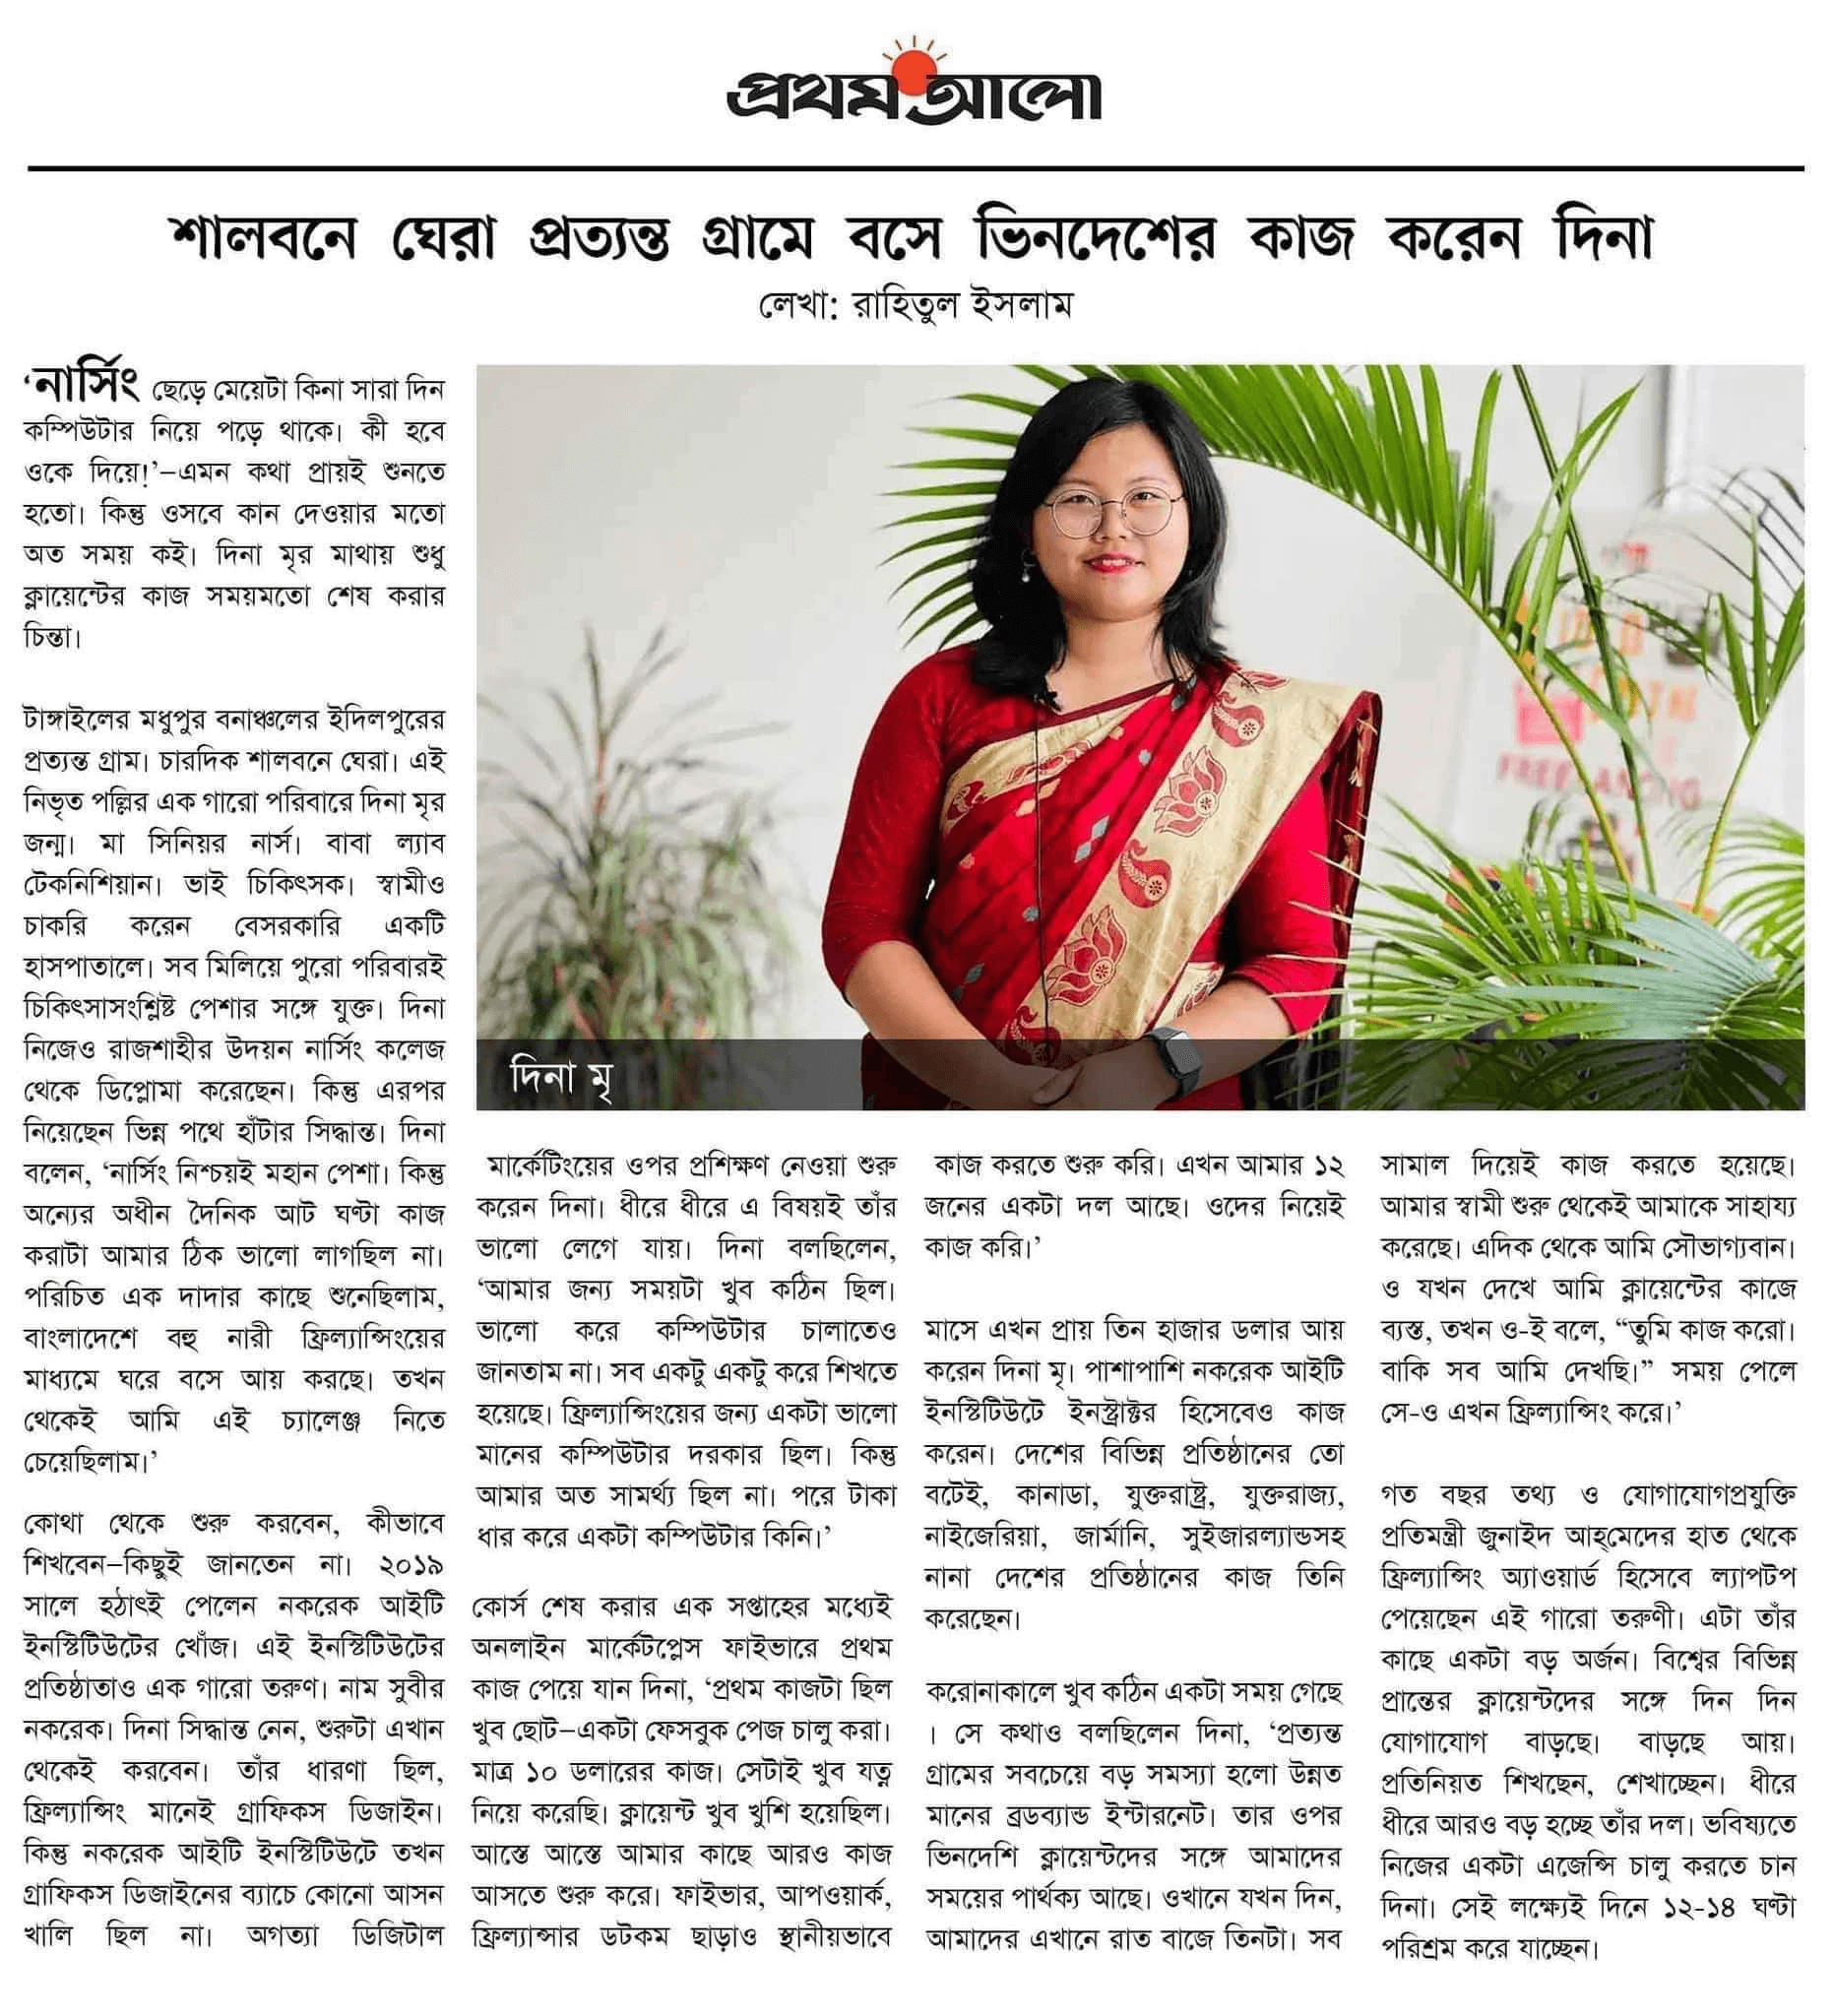 প্রথম আলো
শালবনে ঘেরা প্রত্যন্ত গ্রামে বসে ভিনদেশের কাজ করেন দিনা
লেখা: রাহিতুল ইসলাম
‘নার্সিং ছেড়ে মেয়েটা কিনা সারা দিন
কম্পিউটার নিয়ে পড়ে থাকে। কী হবে
ওকে দিয়ে!’–এমন কথা প্রায়ই শুনতে
হতো। কিন্তু ওসবে কান দেওয়ার মতো
অত সময় কই। দিনা মৃর মাথায় শুধু
ক্লায়েন্টের কাজ সময়মতো শেষ করার
চিন্তা।
টাঙ্গাইলের মধুপুর বনাঞ্চলের ইদিলপুরের
প্রত্যন্ত গ্রাম। চারদিক শালবনে ঘেরা। এই
নিভৃত পল্লির এক গারো পরিবারে দিনা মৃর
জন্ম। মা সিনিয়র নার্স। বাবা ল্যাব
টেকনিশিয়ান। ভাই চিকিৎসক। স্বামীও
চাকরি করেন বেসরকারি একটি
হাসপাতালে। সব মিলিয়ে পুরো পরিবারই
চিকিৎসাসংশ্লিষ্ট পেশার সঙ্গে যুক্ত। দিনা
নিজেও রাজশাহীর উদয়ন নার্সিং কলেজ
থেকে ডিপ্লোমা করেছেন। কিন্তু এরপর
নিয়েছেন ভিন্ন পথে হাঁটার সিদ্ধান্ত। দিনা
বলেন, ‘নার্সিং নিশ্চয়ই মহান পেশা। কিন্তু
অন্যের অধীন দৈনিক আট ঘণ্টা কাজ
করাটা আমার ঠিক ভালো লাগছিল না।
পরিচিত এক দাদার কাছে শুনেছিলাম,
বাংলাদেশে বহু নারী ফ্রিল্যান্সিংয়ের
মাধ্যমে ঘরে বসে আয় করছে। তখন
থেকেই আমি এই চ্যালেঞ্জ নিতে
চেয়েছিলাম।’
কোথা থেকে শুরু করবেন, কীভাবে
শিখবেন–কিছুই জানতেন না। ২০১৯
সালে হঠাৎই পেলেন নকরেক আইটি
ইনস্টিটিউটের খোঁজ। এই ইনস্টিটিউটের
প্রতিষ্ঠাতাও এক গারো তরুণ। নাম সুবীর
নকরেক। দিনা সিদ্ধান্ত নেন, শুরুটা এখান
থেকেই করবেন। তাঁর ধারণা ছিল,
ফ্রিল্যান্সিং মানেই গ্রাফিকস ডিজাইন।
কিন্তু নকরেক আইটি ইনস্টিটিউটে তখন
গ্রাফিকস ডিজাইনের ব্যাচে কোনো আসন
খালি ছিল না। অগত্যা ডিজিটাল
দিনা মৃ
মার্কেটিংয়ের ওপর প্রশিক্ষণ নেওয়া শুরু
করেন দিনা। ধীরে ধীরে এ বিষয়ই তাঁর
ভালো লেগে যায়। দিনা বলছিলেন,
‘আমার জন্য সময়টা খুব কঠিন ছিল।
ভালো করে কম্পিউটার চালাতেও
জানতাম না। সব একটু একটু করে শিখতে
হয়েছে। ফ্রিল্যান্সিংয়ের জন্য একটা ভালো
মানের কম্পিউটার দরকার ছিল। কিন্তু
আমার অত সামর্থ্য ছিল না। পরে টাকা
ধার করে একটা কম্পিউটার কিনি।’
কোর্স শেষ করার এক সপ্তাহের মধ্যেই
অনলাইন মার্কেটপ্লেস ফাইভারে প্রথম
কাজ পেয়ে যান দিনা, ‘প্রথম কাজটা ছিল
খুব ছোট–একটা ফেসবুক পেজ চালু করা।
মাত্র ১০ ডলারের কাজ। সেটাই খুব যত্ন
নিয়ে করেছি। ক্লায়েন্ট খুব খুশি হয়েছিল।
আস্তে আস্তে আমার কাছে আরও কাজ
আসতে শুরু করে। ফাইভার, আপওয়ার্ক,
ফ্রিল্যান্সার ডটকম ছাড়াও স্থানীয়ভাবে
কাজ করতে শুরু করি। এখন আমার ১২
জনের একটা দল আছে। ওদের নিয়েই
কাজ করি।’
মাসে এখন প্রায় তিন হাজার ডলার আয়
করেন দিনা মৃ। পাশাপাশি নকরেক আইটি
ইনস্টিটিউটে ইনস্ট্রাক্টর হিসেবেও কাজ
করেন। দেশের বিভিন্ন প্রতিষ্ঠানের তো
বটেই, কানাডা, যুক্তরাষ্ট্র, যুক্তরাজ্য,
নাইজেরিয়া, জার্মানি, সুইজারল্যান্ডসহ
নানা দেশের প্রতিষ্ঠানের কাজ তিনি
করেছেন।
করোনাকালে খুব কঠিন একটা সময় গেছে
। সে কথাও বলছিলেন দিনা, ‘প্রত্যন্ত
গ্রামের সবচেয়ে বড় সমস্যা হলো উন্নত
মানের ব্রডব্যান্ড ইন্টারনেট। তার ওপর
ভিনদেশি ক্লায়েন্টদের সঙ্গে আমাদের
সময়ের পার্থক্য আছে। ওখানে যখন দিন,
আমাদের এখানে রাত বাজে তিনটা। সব
সামাল দিয়েই কাজ করতে হয়েছে।
আমার স্বামী শুরু থেকেই আমাকে সাহায্য
করেছে। এদিক থেকে আমি সৌভাগ্যবান।
ও যখন দেখে আমি ক্লায়েন্টের কাজে
ব্যস্ত, তখন ও-ই বলে, “তুমি কাজ করো।
বাকি সব আমি দেখছি।” সময় পেলে
সে-ও এখন ফ্রিল্যান্সিং করে।’
গত বছর তথ্য ও যোগাযোগপ্রযুক্তি
প্রতিমন্ত্রী জুনাইদ আহ্‌মেদের হাত থেকে
ফ্রিল্যান্সিং অ্যাওয়ার্ড হিসেবে ল্যাপটপ
পেয়েছেন এই গারো তরুণী। এটা তাঁর
কাছে একটা বড় অর্জন। বিশ্বের বিভিন্ন
প্রান্তের ক্লায়েন্টদের সঙ্গে দিন দিন
যোগাযোগ বাড়ছে। বাড়ছে আয়।
প্রতিনিয়ত শিখছেন, শেখাচ্ছেন। ধীরে
ধীরে আরও বড় হচ্ছে তাঁর দল। ভবিষ্যতে
নিজের একটা এজেন্সি চালু করতে চান
দিনা। সেই লক্ষ্যেই দিনে ১২-১৪ ঘণ্টা
পরিশ্রম করে যাচ্ছেন।